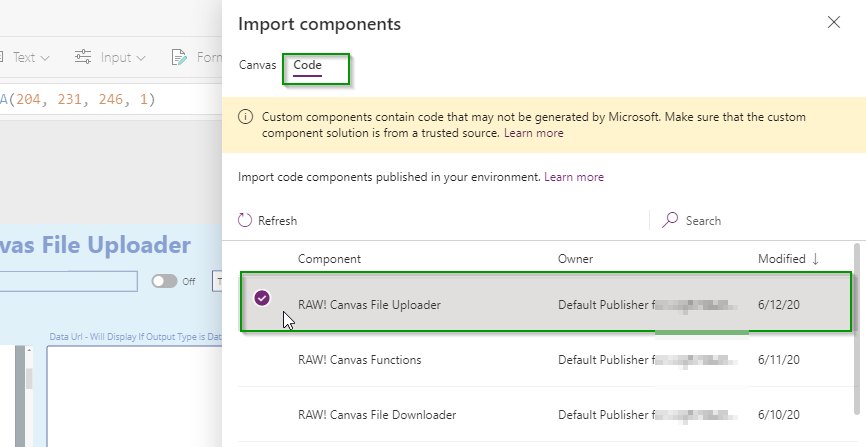 Import components
Text
Input
Form
Canvas
Code
A(204, 231, 246, 1)
Custom components contain code that may not be generated by Microsoft. Make sure that the custom
component solution is from a trusted source. Learn more
Import code components published in your environment. Learn more
Refresh
Search
vas File Uploader
Component
Owner
Modified
Off
RAW! Canvas File Uploader
Default Publisher f
6/12/20
Data Url - Will Display If Output Type is Dat
RAW! Canvas Functions
Default Publisher f
6/11/20
RAW! Canvas File Downloader
Default Publisher f
6/10/20